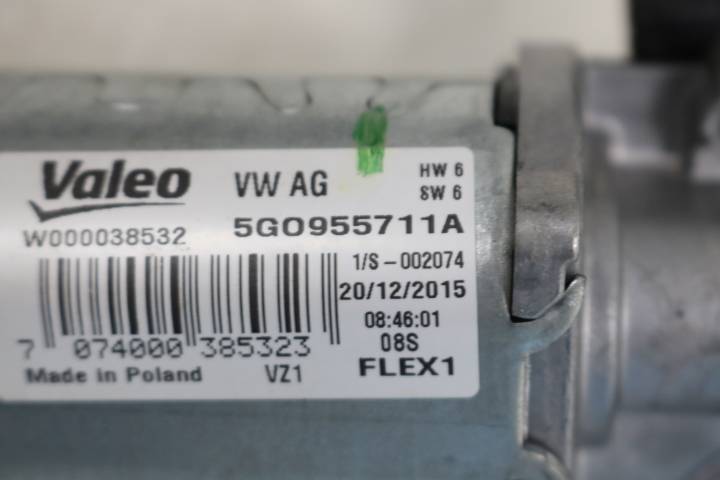 Valeo VW AG HW 6
SW 6
W000038532 5G0955711A
1/S-002074
20/12/2015
08:46:01
7 074000 385323 08S
Made in Poland VZ1 FLEX1